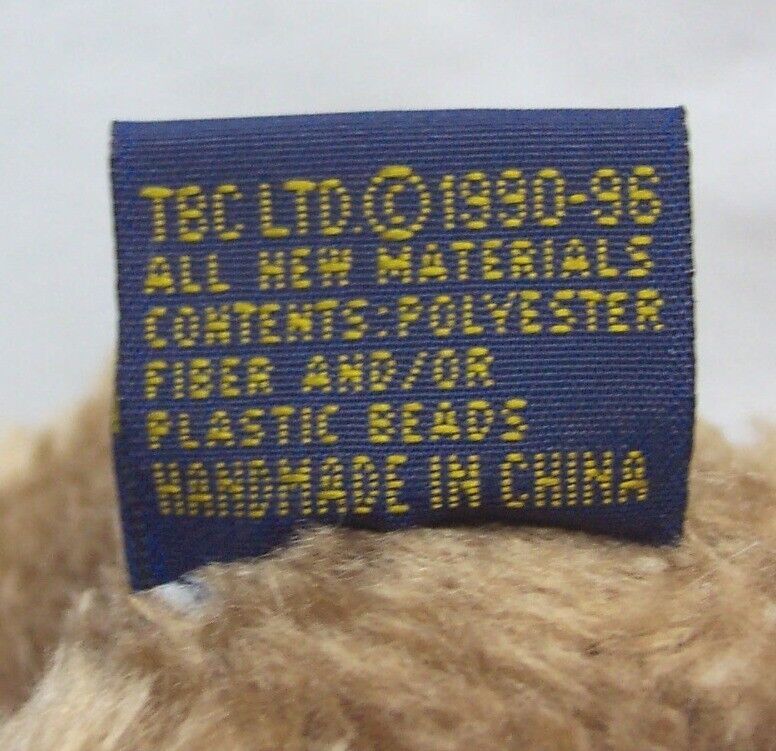 TBC LTD.©1990-96
ALL NEW MATERIALS
CONTENTS:POLYESTER
FIBER AND/OR
PLASTIC BEADS
HANDMADE IN CHINA